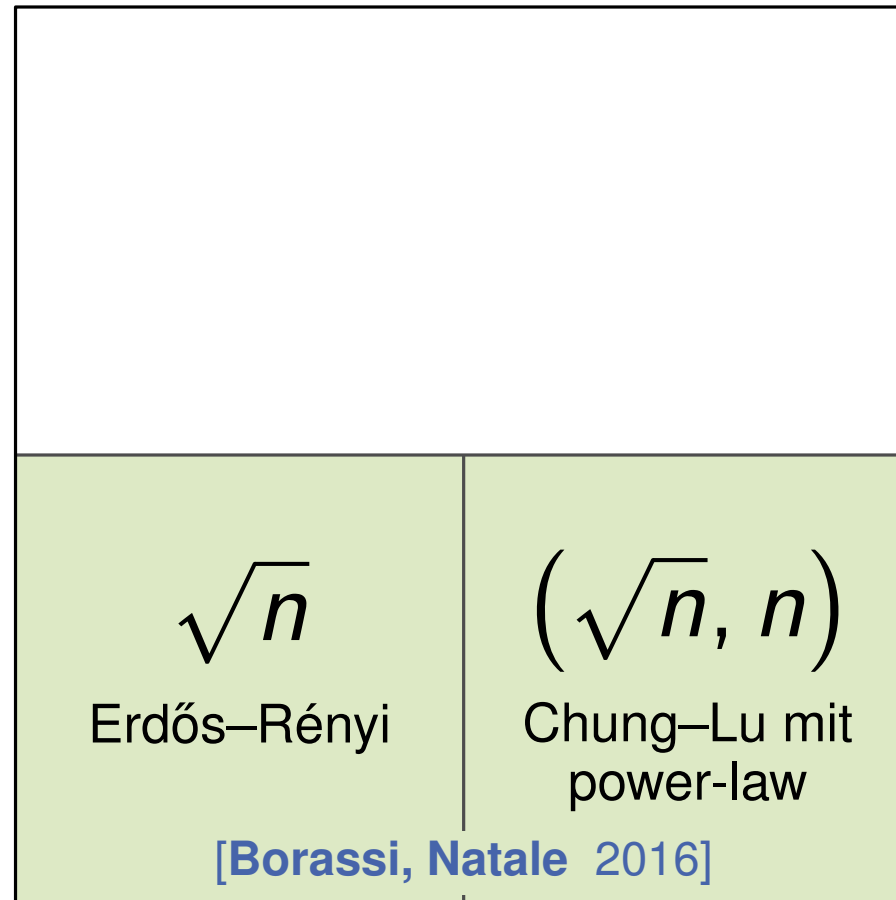 √n
(√n, n)
Erdős–Rényi
Chung–Lu mit
power-law
[Borassi, Natale 2016]